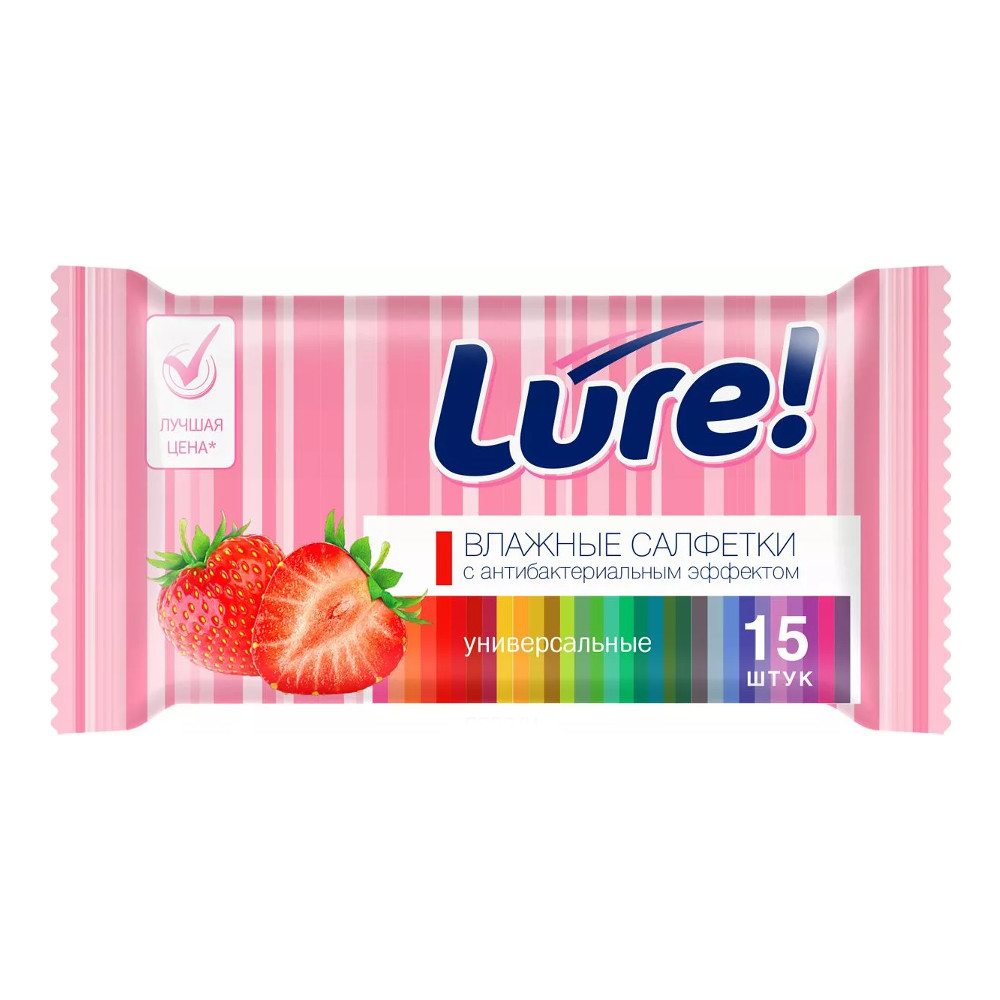 ЛУЧШАЯ
ЦЕНА*
Lure!
ВЛАЖНЫЕ САЛФЕТКИ
с антибактериальным эффектом
универсальные
15
ШТУК